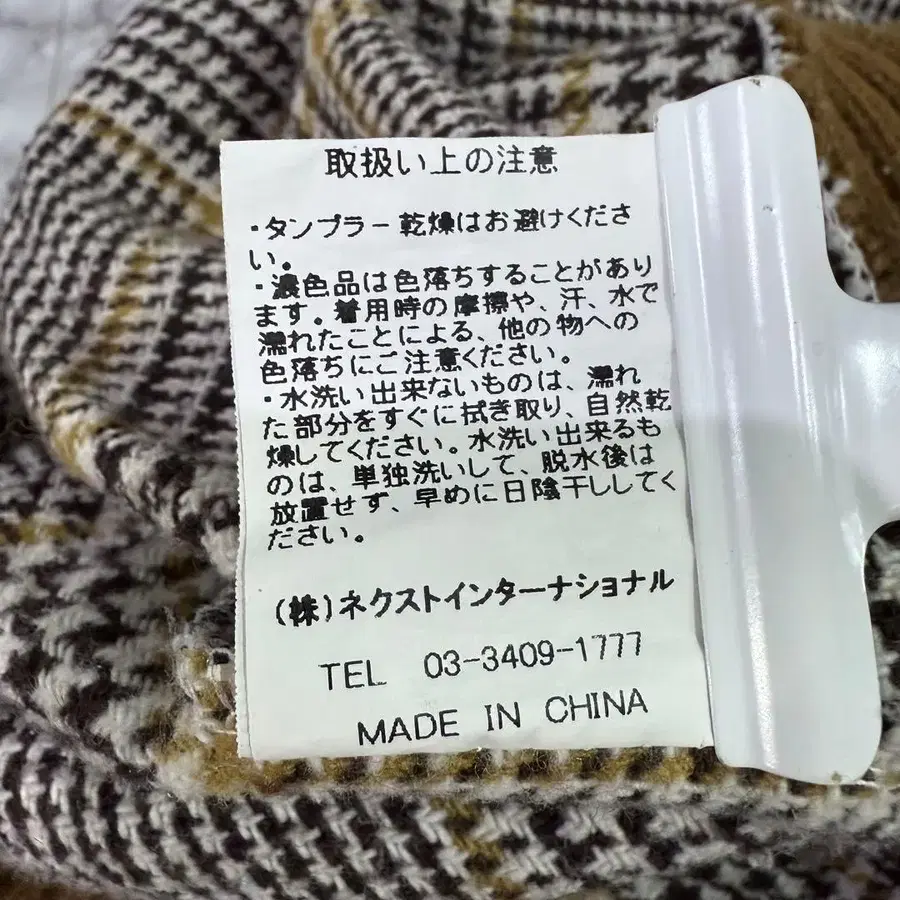 取扱い上の注意
・タンブラー乾燥はお避けくださ
い。
・濃色品は色落ちすることがあり
ます。着用時の摩擦や、汗、水で
濡れたことによる、他の物への
色落ちにご注意ください。
・水洗い出来ないものは、濡れ
た部分をすぐに拭き取り、自然乾
燥してください。水洗い出来るも
のは、単独洗いして、脱水後は
放置せず、早めに日陰干ししてく
ださい。
(株)ネクストインターナショナル
TEL 03-3409-1777
MADE IN CHINA